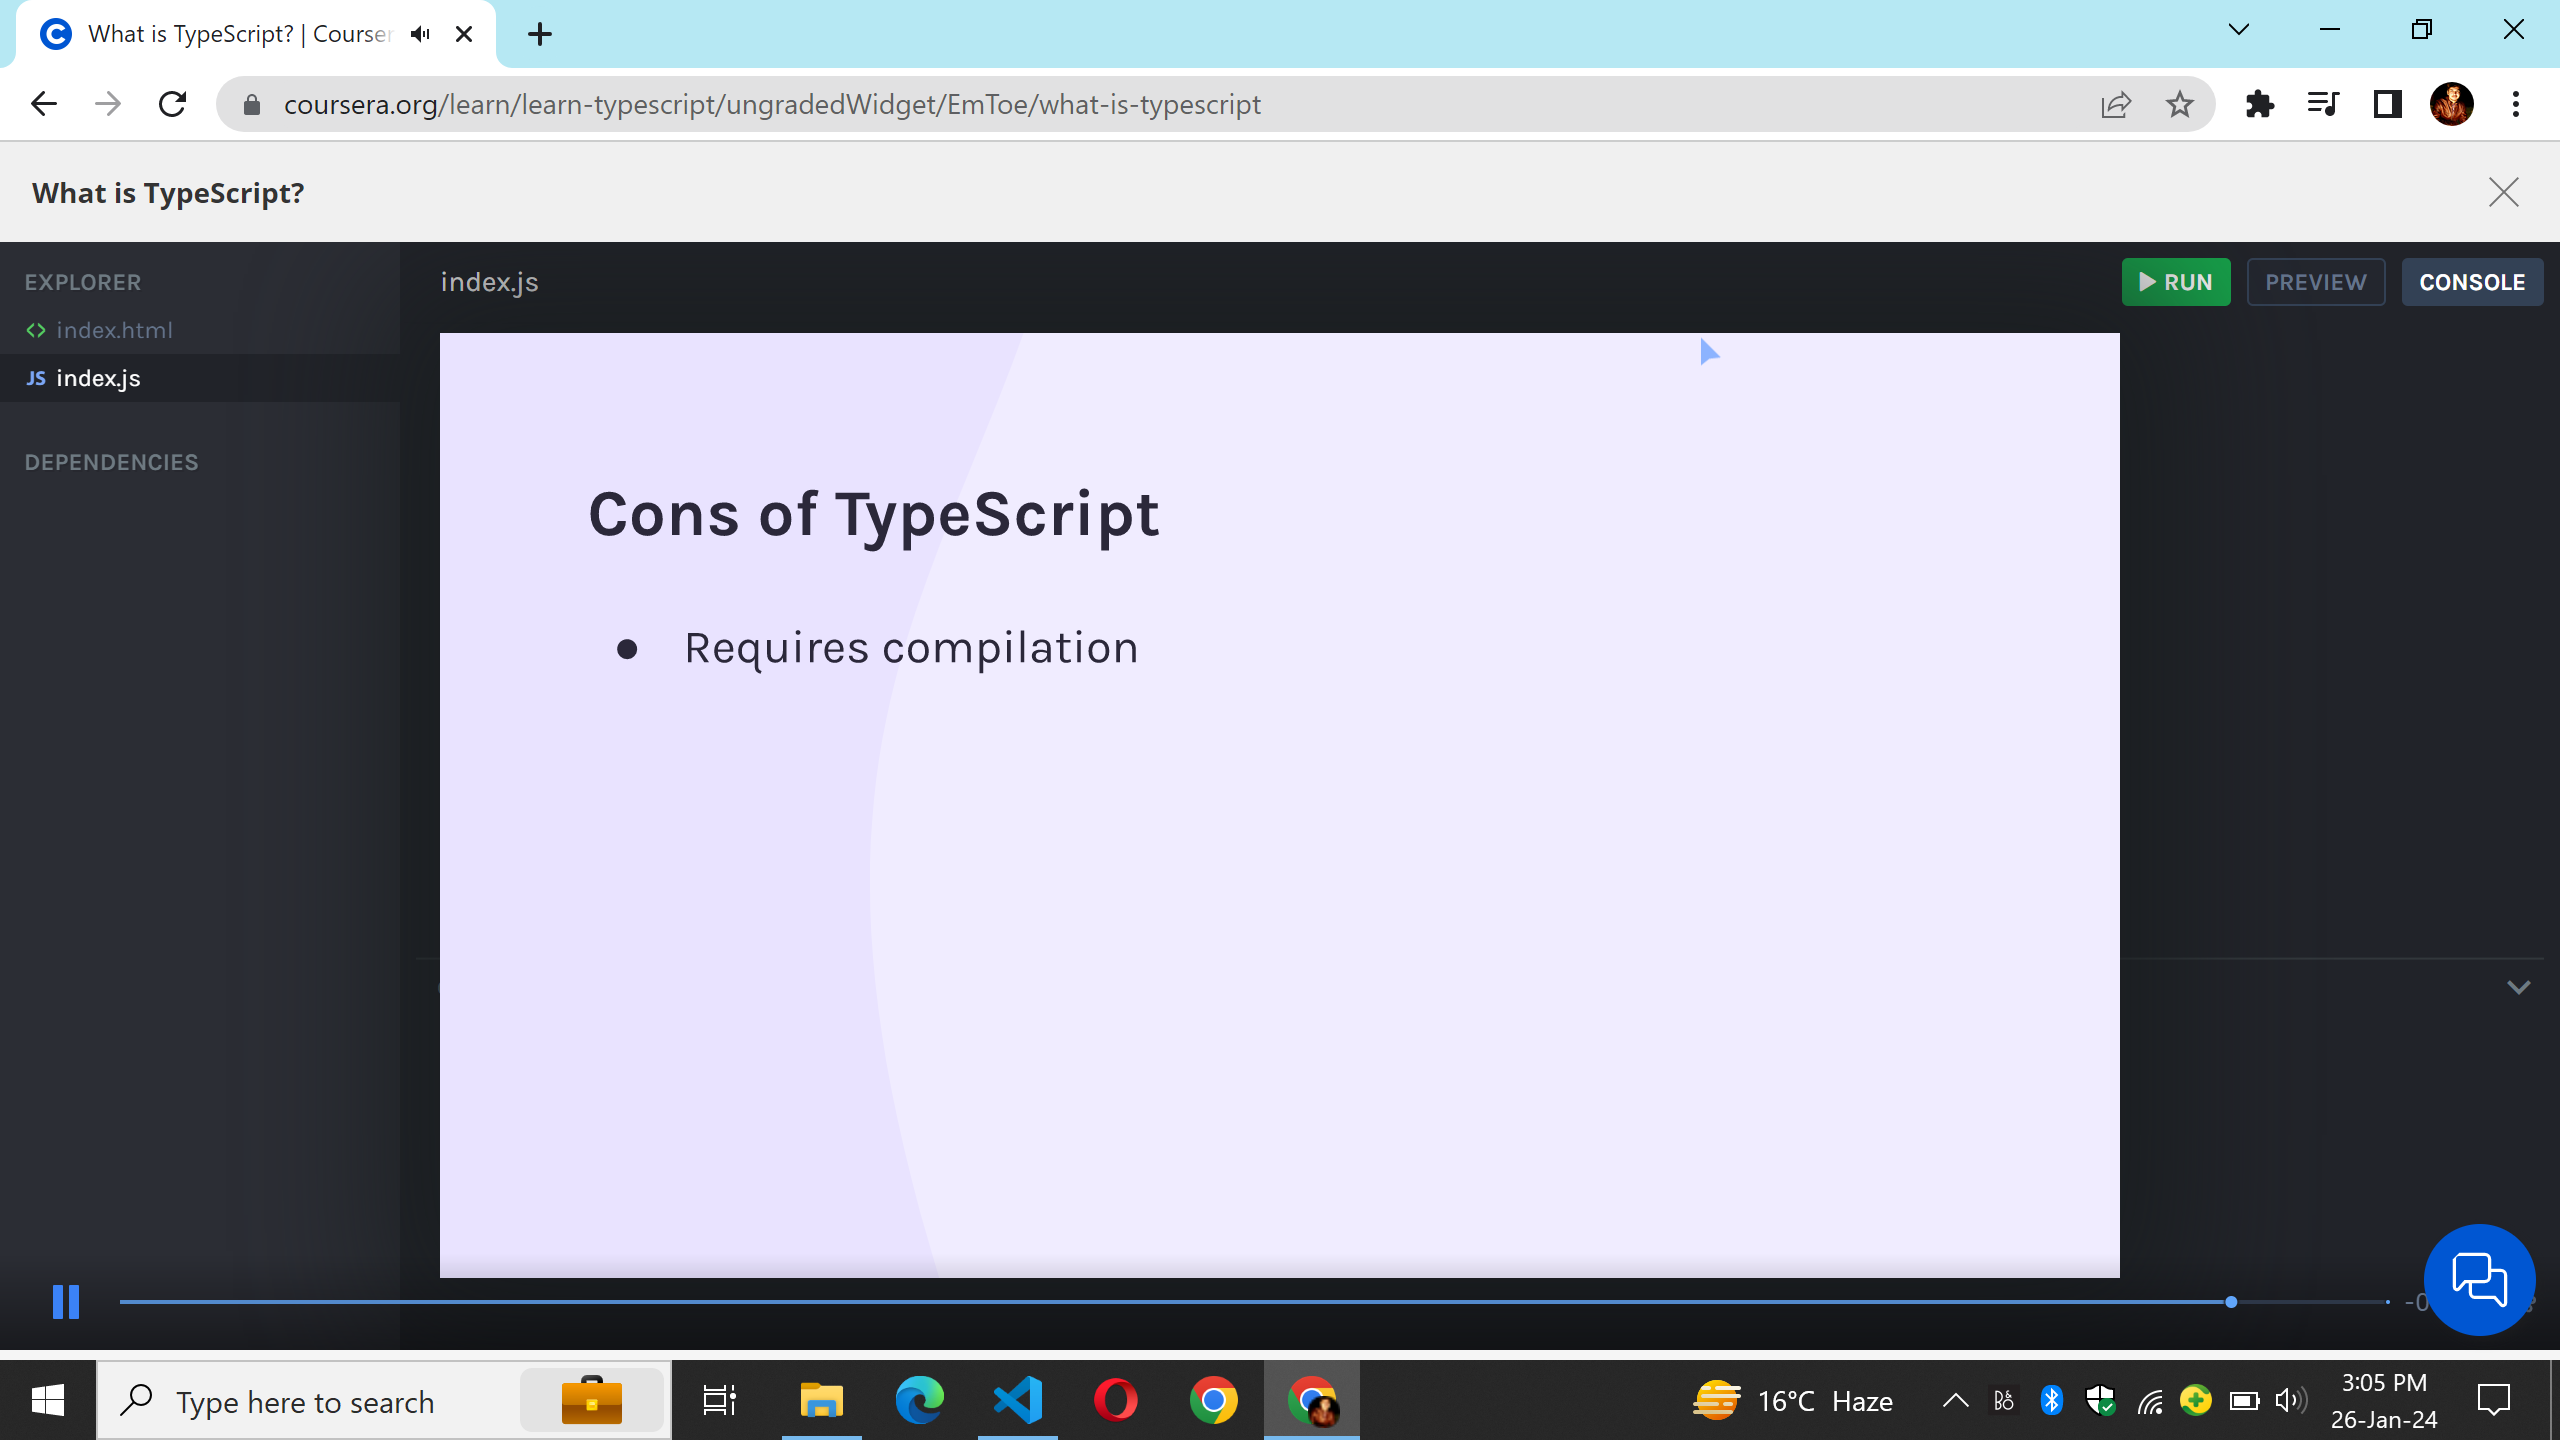 What is TypeScript? | Courser
coursera.org/learn/learn-typescript/ungradedWidget/EmToe/what-is-typescript
What is TypeScript?
EXPLORER
index.html
JS index.js
DEPENDENCIES
index.js
RUN
PREVIEW
CONSOLE
Cons of TypeScript
● Requires compilation
Type here to search
16°C Haze
3:05 PM
26-Jan-24